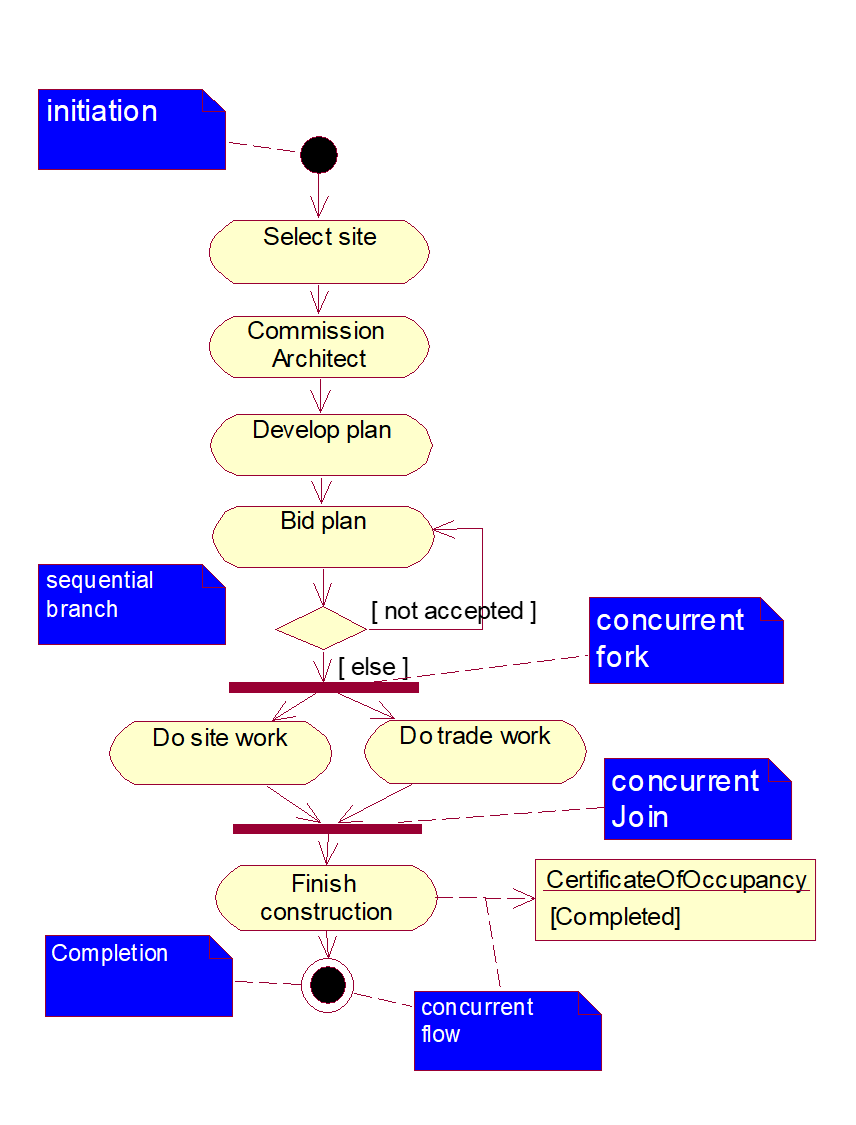 initiation
Select site
Commission
Architect
Develop plan
Bid plan
sequential
branch
[ not accepted ]
concurrent
fork
[ else ]
Do site work
Do trade work
concurrent
Join
Finish
construction
CertificateOfOccupancy
[Completed]
Completion
concurrent
flow